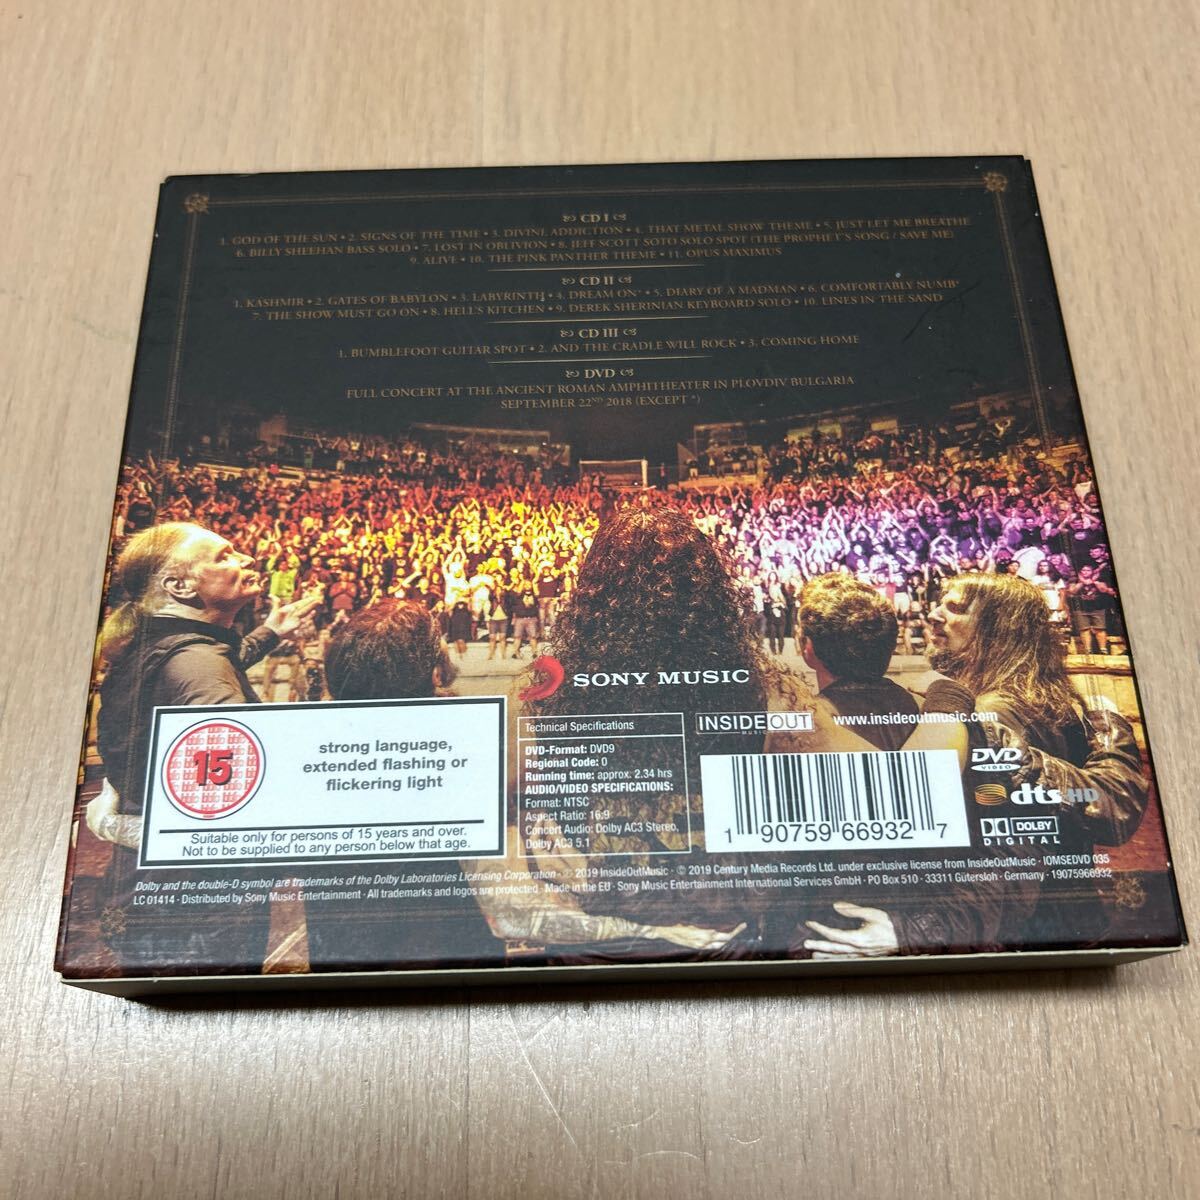 CD I
1. GOD OF THE SUN • 2. SIGNS OF THE TIME • 3. DIVINE ADDICTION • 4. THAT METAL SHOW THEME • 5. JUST LET ME BREATHE
6. BILLY SHEEHAN BASS SOLO • 7. LOST IN OBLIVION • 8. JEFF SCOTT SOTO SOLO SPOT (THE PROPHET'S SONG / SAVE ME)
9. ALIVE • 10. THE PINK PANTHER THEME • 11. OPUS MAXIMUS
CD II
1. KASHMIR • 2. GATES OF BABYLON • 3. LABYRINTH • 4. DREAM ON* • 5. DIARY OF A MADMAN • 6. COMFORTABLY NUMB*
7. THE SHOW MUST GO ON • 8. HELL'S KITCHEN • 9. DEREK SHERINIAN KEYBOARD SOLO • 10. LINES IN THE SAND
CD III
1. BUMBLEFOOT GUITAR SPOT • 2. AND THE CRADLE WILL ROCK • 3. COMING HOME
DVD
FULL CONCERT AT THE ANCIENT ROMAN AMPHITHEATER IN PLOVDIV BULGARIA
SEPTEMBER 22ND 2018 (EXCEPT *)
SONY MUSIC
15
strong language,
extended flashing or
flickering light
Suitable only for persons of 15 years and over.
Not to be supplied to any person below that age.
Technical Specifications
DVD-Format: DVD9
Regional Code: 0
Running time: approx. 2.34 hrs
AUDIO/VIDEO SPECIFICATIONS:
Format: NTSC
Aspect Ratio: 16:9
Concert Audio: Dolby AC3 Stereo,
Dolby AC3 5.1
INSIDEOUT
MUSIC
www.insideoutmusic.com
1 90759 66932 7
DVD
VIDEO
dts HD
DOLBY
DIGITAL
Dolby and the double-D symbol are trademarks of the Dolby Laboratories Licensing Corporation · ℗ 2019 InsideOutMusic · © 2019 Century Media Records Ltd. under exclusive license from InsideOutMusic · IOMSEDVD 035
LC 01414 · Distributed by Sony Music Entertainment · All trademarks and logos are protected · Made in the EU · Sony Music Entertainment International Services GmbH · PO Box 510 · 33311 Gütersloh · Germany · 19075966932